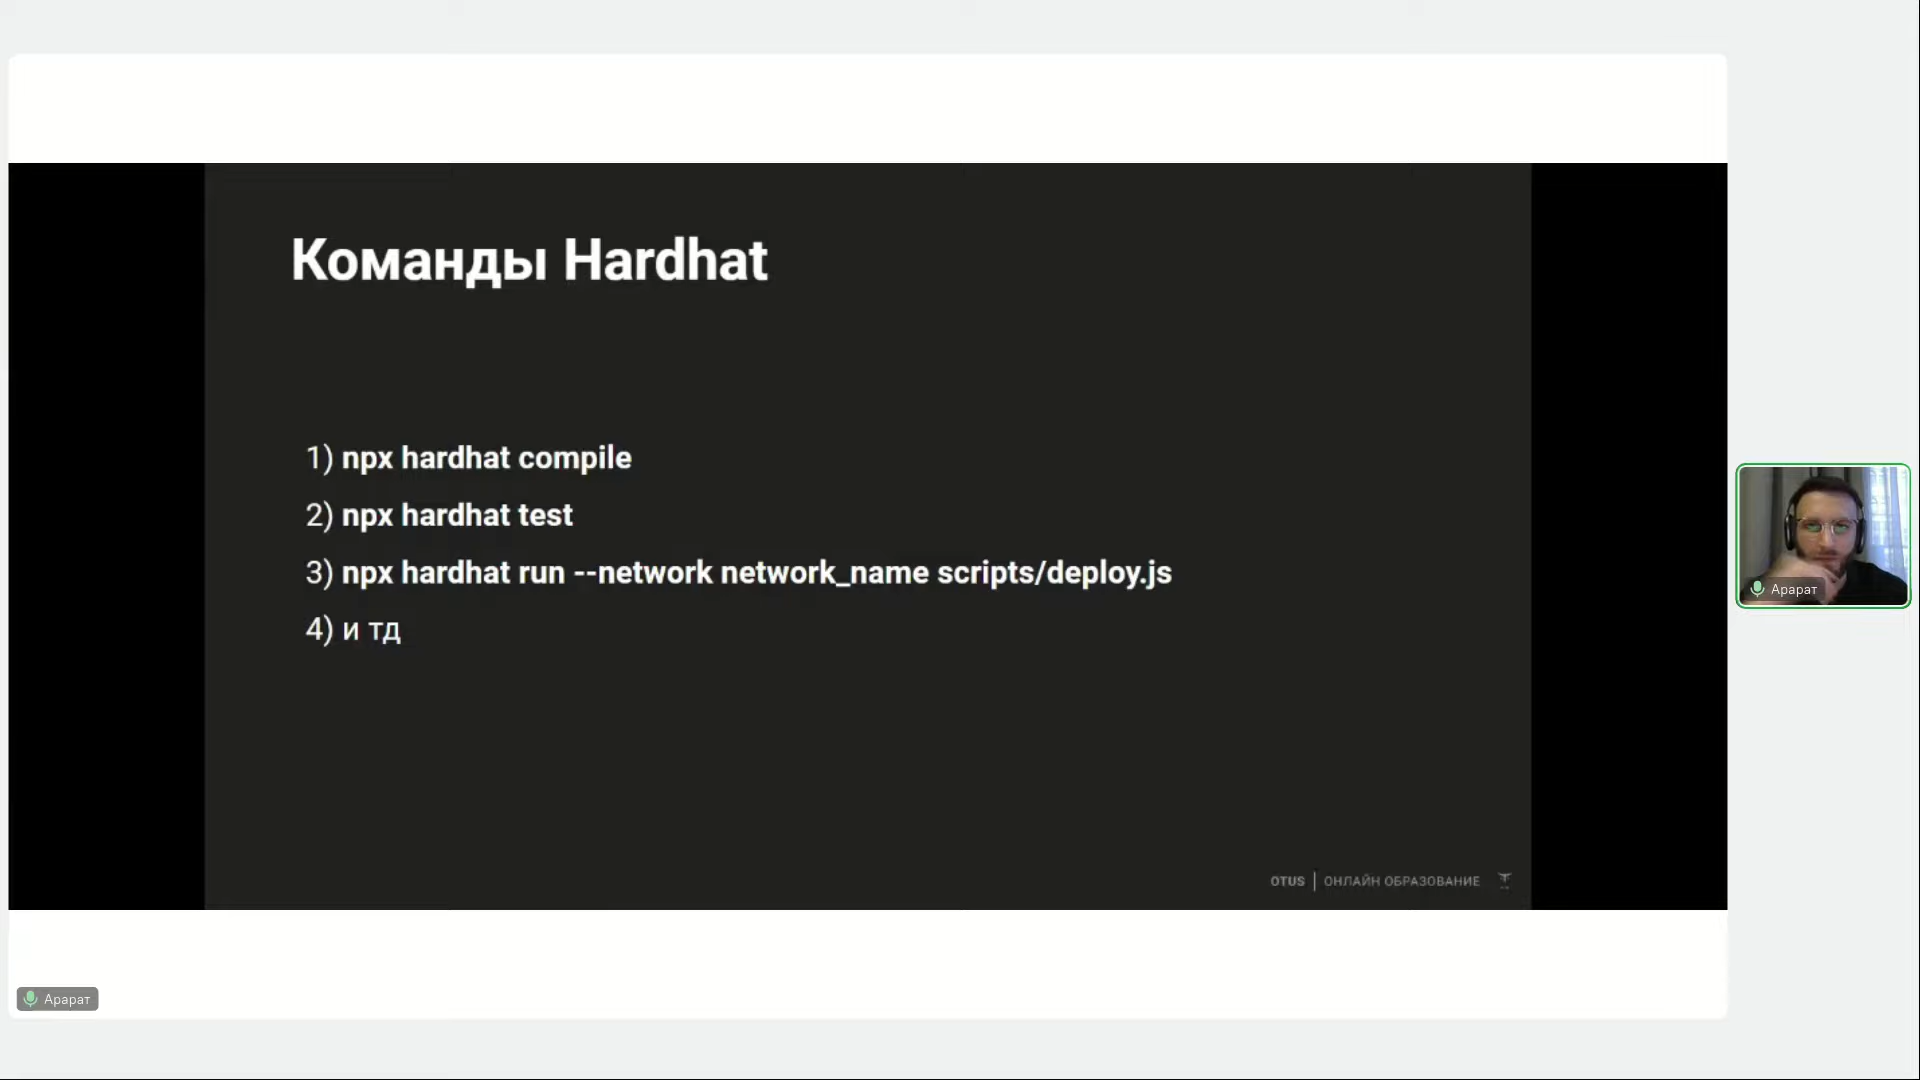 Команды Hardhat
1) npx hardhat compile
2) npx hardhat test
3) npx hardhat run --network network_name scripts/deploy.js
4) и тд
OTUS | ОНЛАЙН ОБРАЗОВАНИЕ
Арарат
Арарат